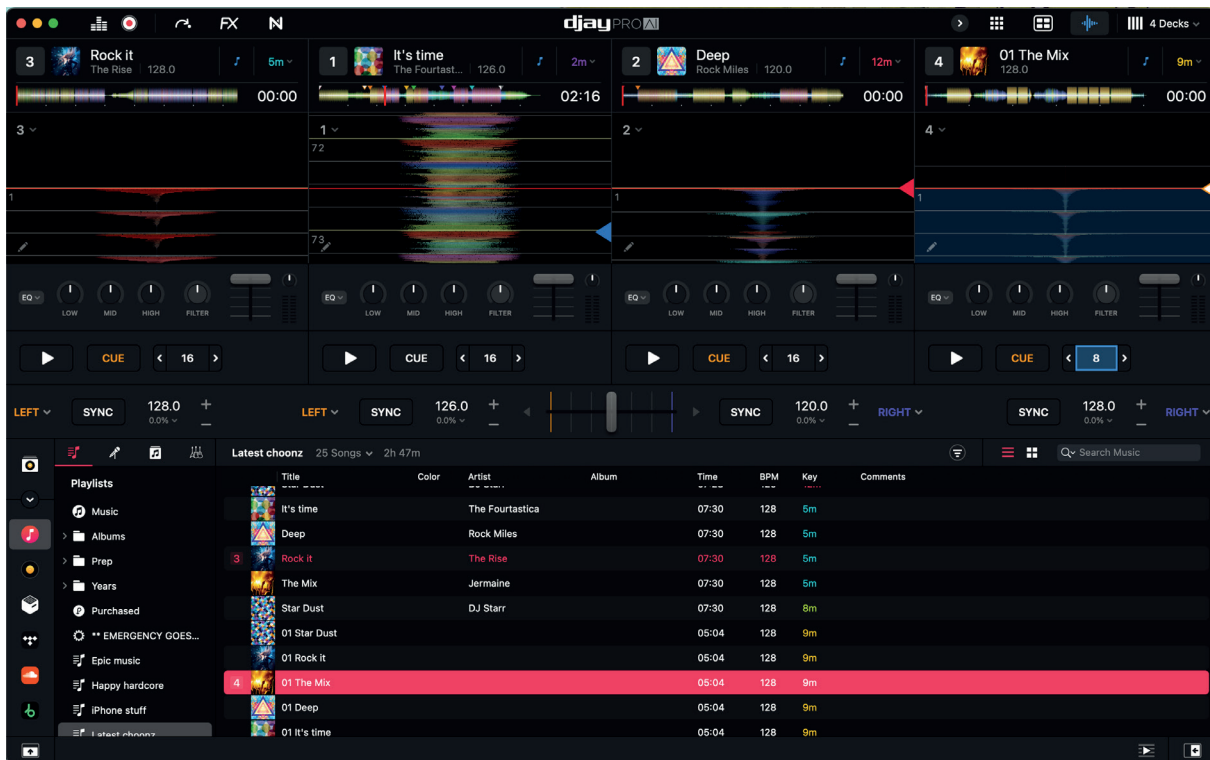 FX djay PRO AI 4 Decks
3 Rock it 5m
The Rise 128.0
00:00
1 It's time 2m
The Fourtast... 126.0
02:16
2 Deep 12m
Rock Miles 120.0
00:00
4 01 The Mix 9m
128.0
00:00
3 1 2 4
72
1 1 1
73
EQ LOW MID HIGH FILTER
EQ LOW MID HIGH FILTER
EQ LOW MID HIGH FILTER
EQ LOW MID HIGH FILTER
CUE 16
CUE 16
CUE 16
CUE 8
LEFT SYNC 128.0 + 0.0% −
LEFT SYNC 126.0 + 0.0% −
SYNC 120.0 + RIGHT 0.0% −
SYNC 128.0 + RIGHT 0.0% −
Latest choonz 25 Songs 2h 47m Search Music
Playlists
Music
Albums
Prep
Years
Purchased
** EMERGENCY GOES...
Epic music
Happy hardcore
iPhone stuff
Latest choonz
Title Color Artist Album Time BPM Key Comments
It's time The Fourtastica 07:30 128 5m
Deep Rock Miles 07:30 128 5m
3 Rock it The Rise 07:30 128 5m
The Mix Jermaine 07:30 128 5m
Star Dust DJ Starr 07:30 128 8m
01 Star Dust 05:04 128 9m
01 Rock it 05:04 128 9m
4 01 The Mix 05:04 128 9m
01 Deep 05:04 128 9m
01 It's time 05:04 128 9m